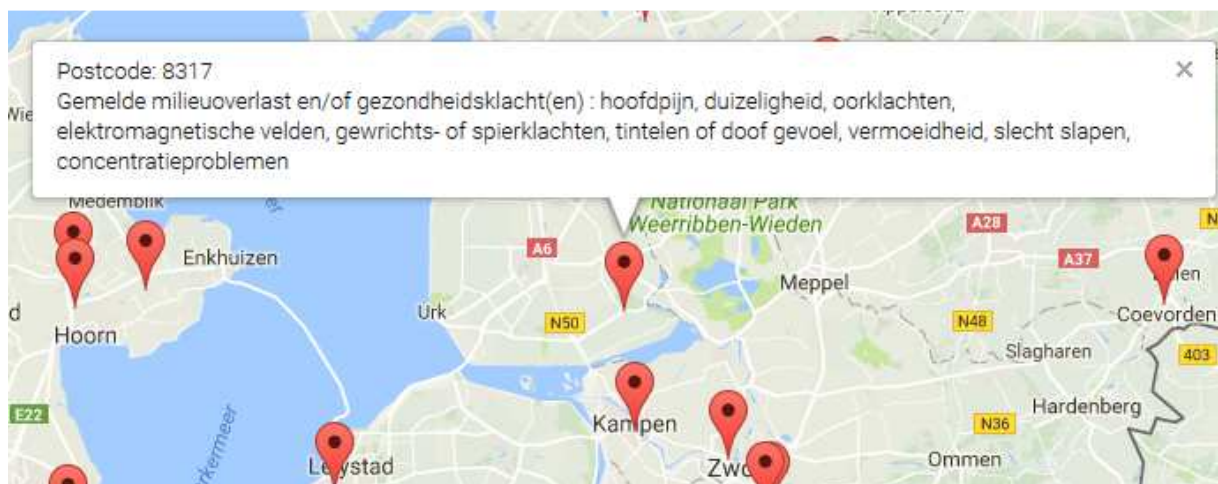 Postcode: 8317
Gemelde milieuoverlast en/of gezondheidsklacht(en) : hoofdpijn, duizeligheid, oorklachten,
elektromagnetische velden, gewrichts- of spierklachten, tintelen of doof gevoel, vermoeidheid, slecht slapen,
concentratieproblemen
Medemblik
Nationaal Park
Weerribben-Wieden
A28
N
A6
A37
Enkhuizen
Meppel
Urk
N50
N48
Coevorden
Hoorn
Slagharen
403
E22
Kampen
Hardenberg
N36
Lelystad
Ommen